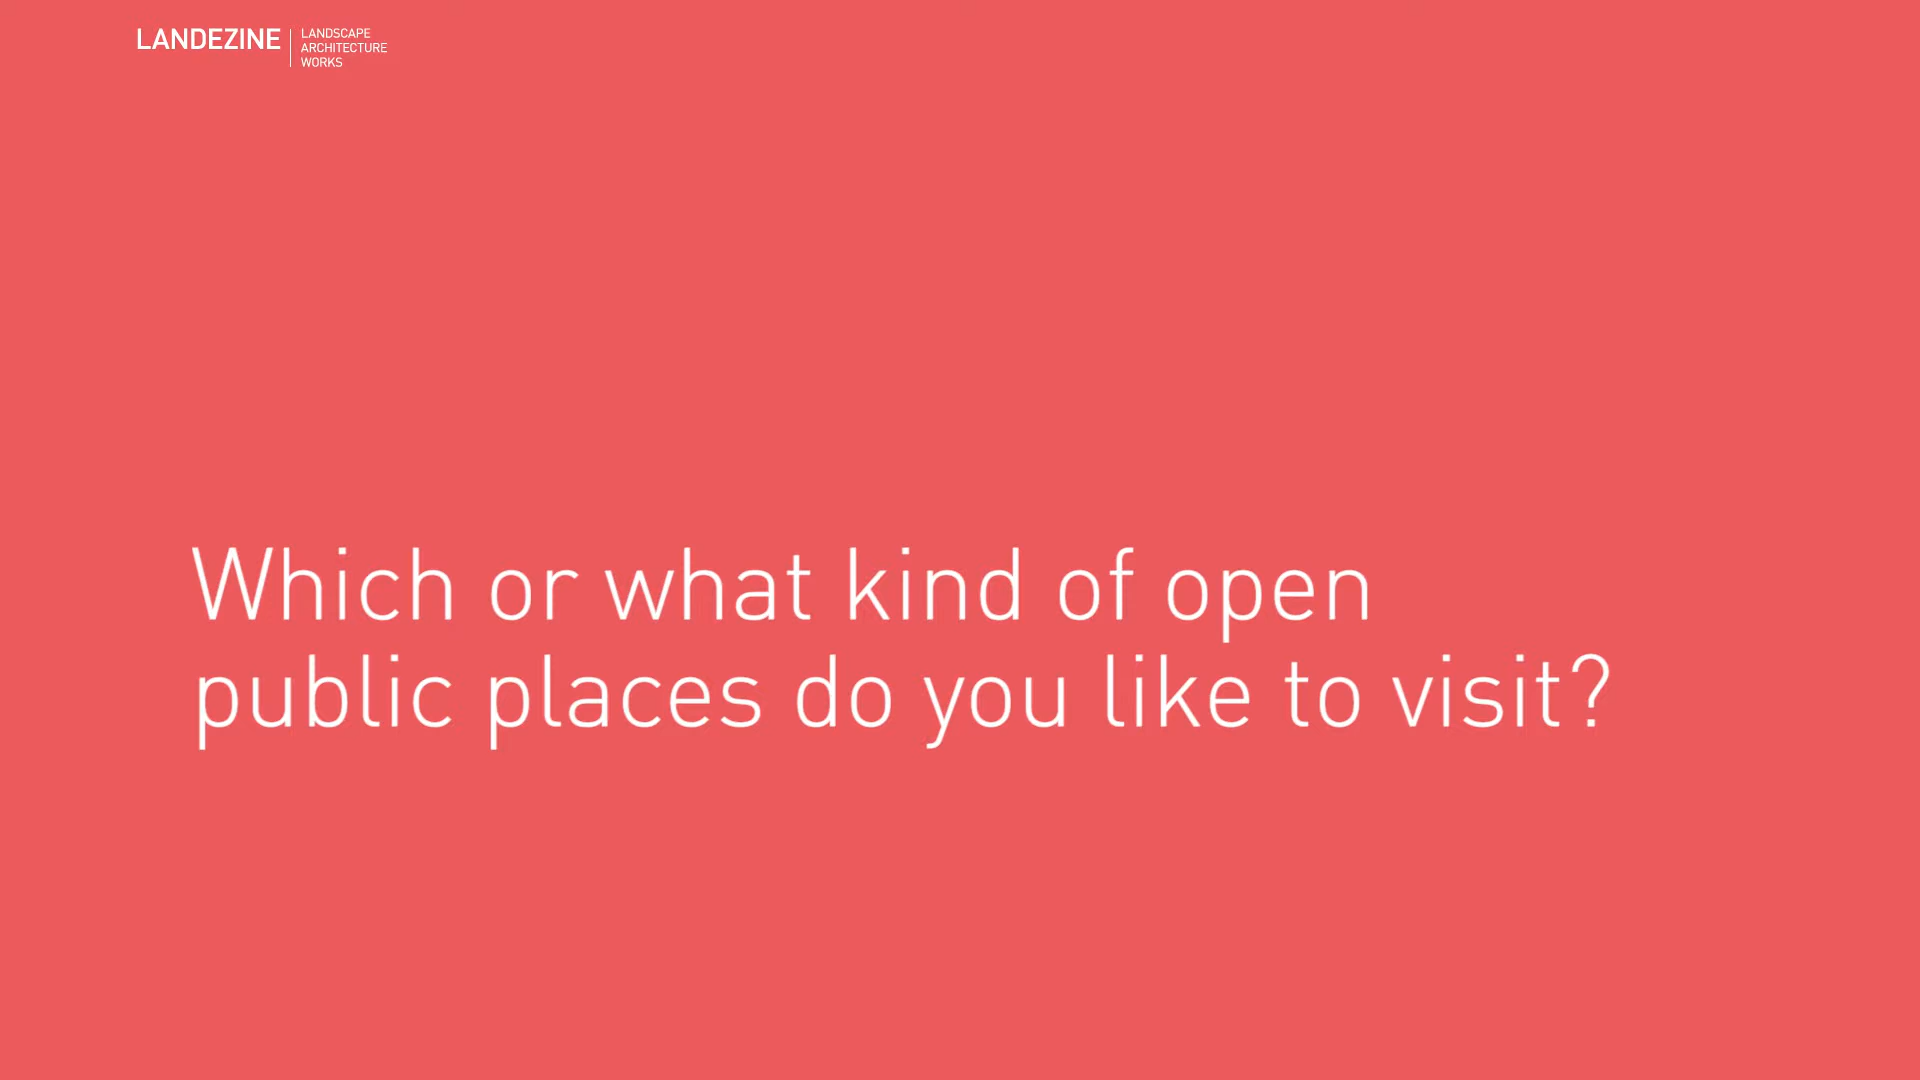 LANDEZINE
LANDSCAPE
ARCHITECTURE
WORKS
Which or what kind of open
public places do you like to visit?